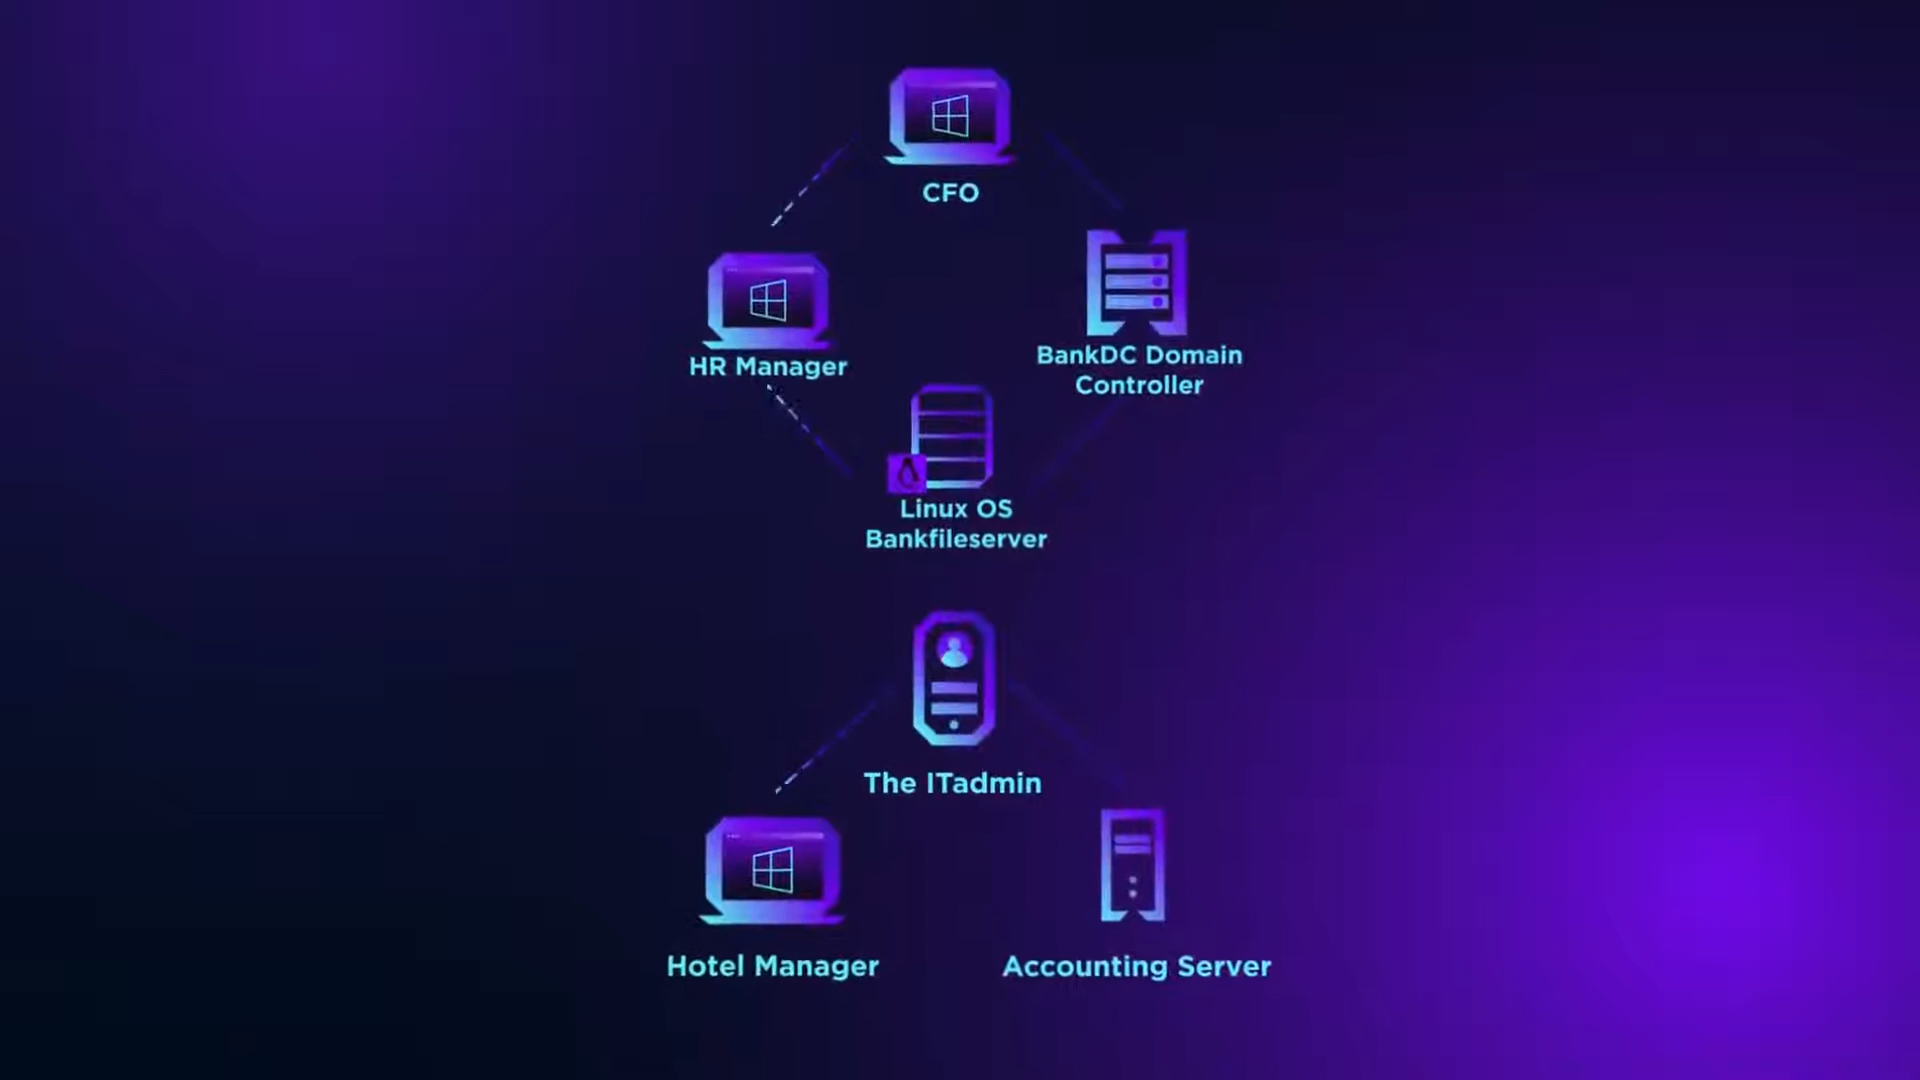 CFO
HR Manager
BankDC Domain
Controller
Linux OS
Bankfileserver
The ITadmin
Hotel Manager
Accounting Server